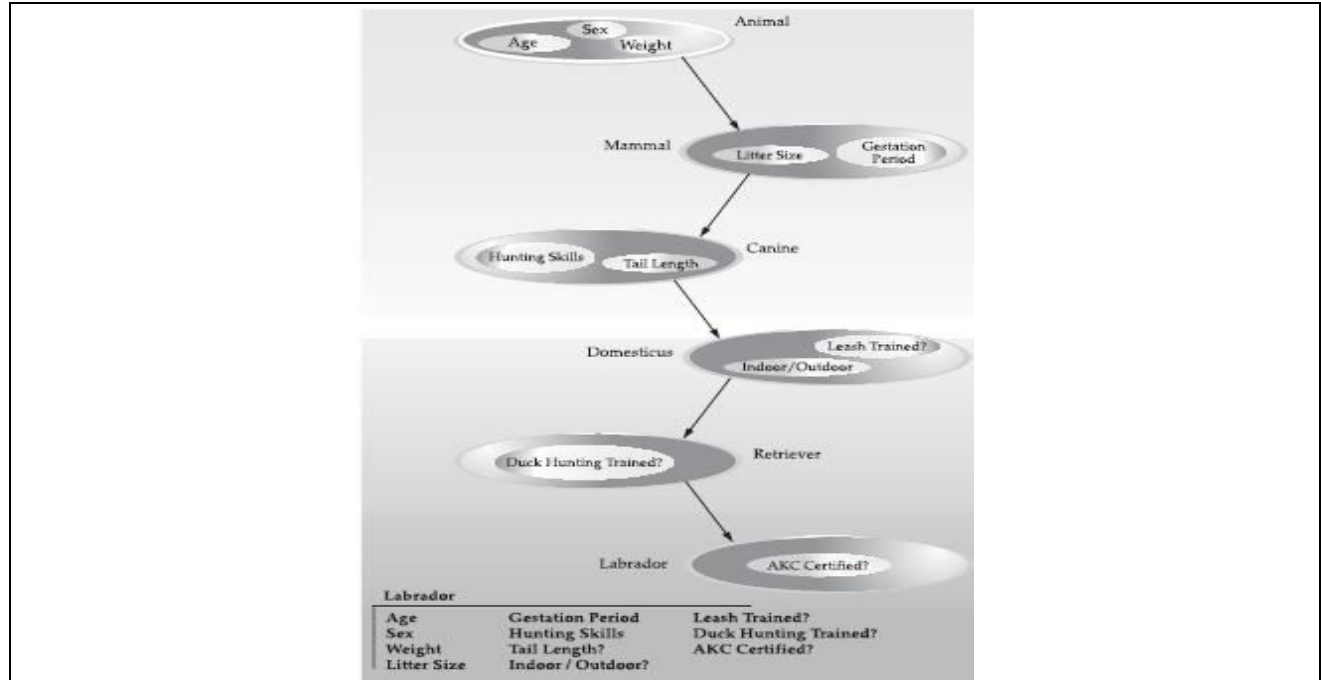 Animal
Sex
Age
Weight
Mammal
Litter Size
Gestation
Period
Canine
Hunting Skills
Tail Length
Domesticus
Leash Trained?
Indoor/Outdoor
Retriever
Duck Hunting Trained?
Labrador
AKC Certified?
Labrador
Age Gestation Period Leash Trained?
Sex Hunting Skills Duck Hunting Trained?
Weight Tail Length? AKC Certified?
Litter Size Indoor / Outdoor?